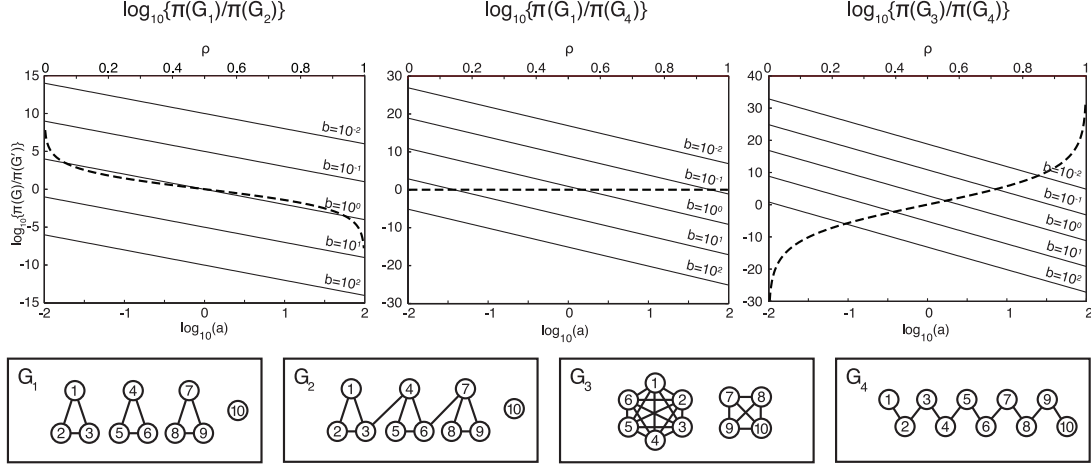 log₁₀{π(G₁)/π(G₂)} log₁₀{π(G₁)/π(G₄)} log₁₀{π(G₃)/π(G₄)}
ρ ρ ρ
0 0.2 0.4 0.6 0.8 1 0 0.2 0.4 0.6 0.8 1 0 0.2 0.4 0.6 0.8 1
log₁₀{π(G)/π(G')}
15
10
5
0
-5
-10
-15
b=10⁻²
b=10⁻¹
b=10⁰
b=10¹
b=10²
-2 -1 0 1 2
log₁₀(a)
30
20
10
0
-10
-20
-30
b=10⁻²
b=10⁻¹
b=10⁰
b=10¹
b=10²
-2 -1 0 1 2
log₁₀(a)
40
30
20
10
0
-10
-20
-30
b=10⁻²
b=10⁻¹
b=10⁰
b=10¹
b=10²
-2 -1 0 1 2
log₁₀(a)
G₁
1 4 7
10
2 3 5 6 8 9
G₂
1 4 7
10
2 3 5 6 8 9
G₃
1
6 2 7 8
5 3 9 10
4
G₄
1 3 5 7 9
2 4 6 8 10